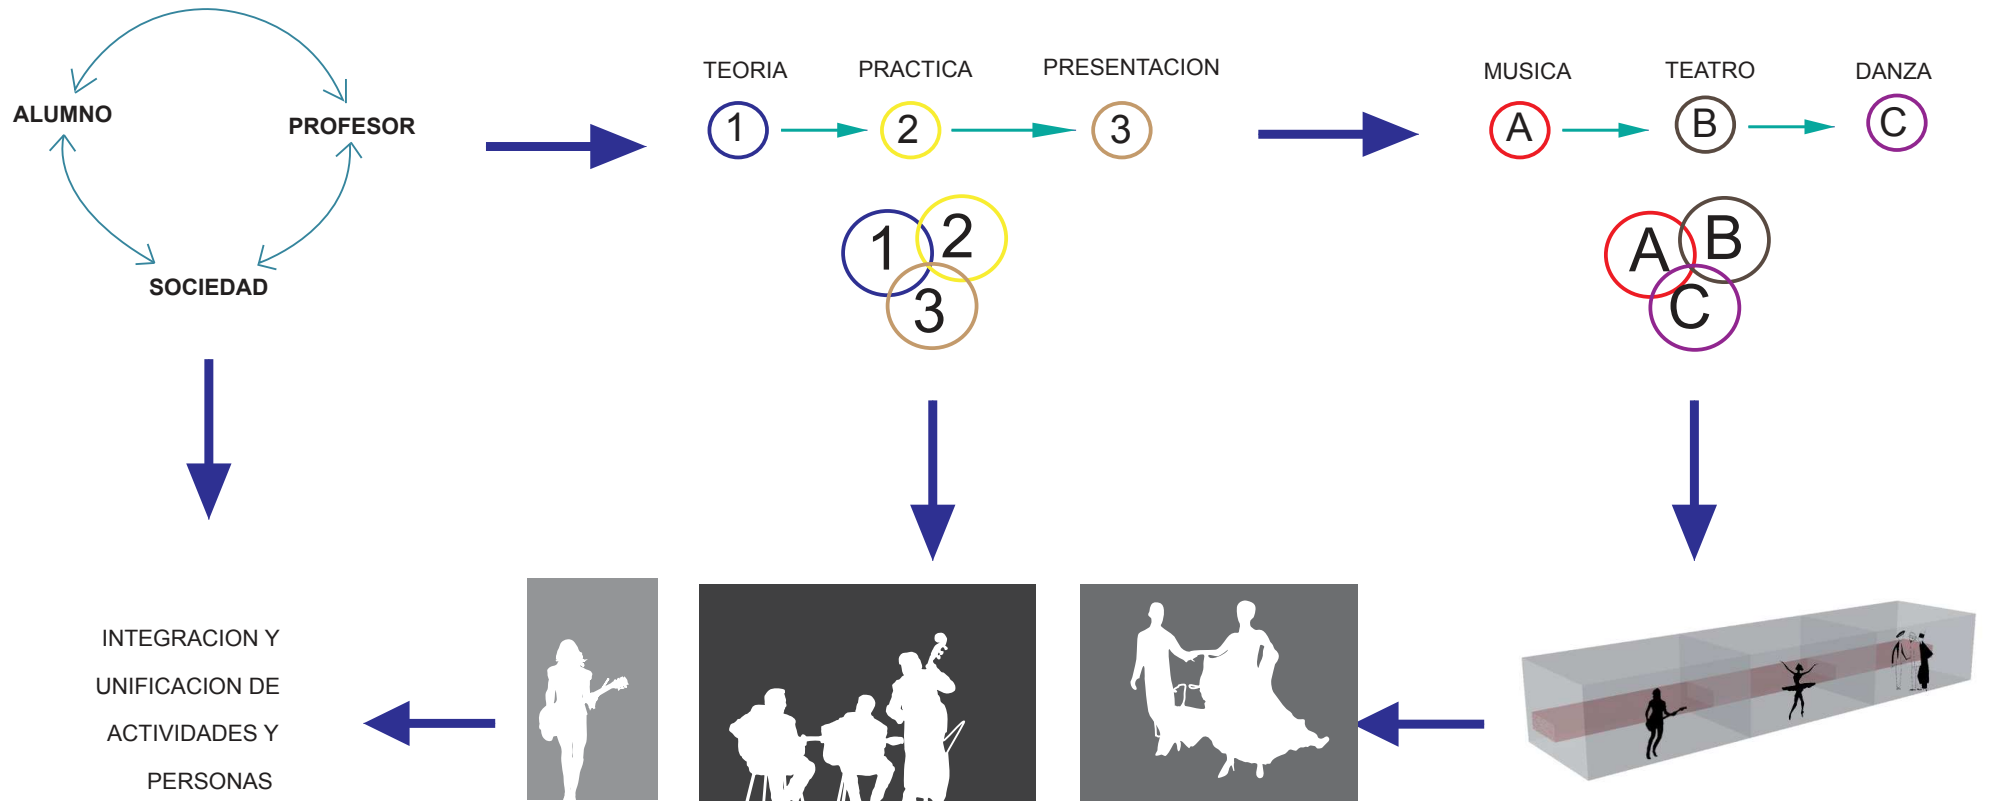 ALUMNO
PROFESOR
SOCIEDAD
TEORIA
PRACTICA
PRESENTACION
1
2
3
1
2
3
MUSICA
TEATRO
DANZA
A
B
C
A
B
C
INTEGRACION Y
UNIFICACION DE
ACTIVIDADES Y
PERSONAS